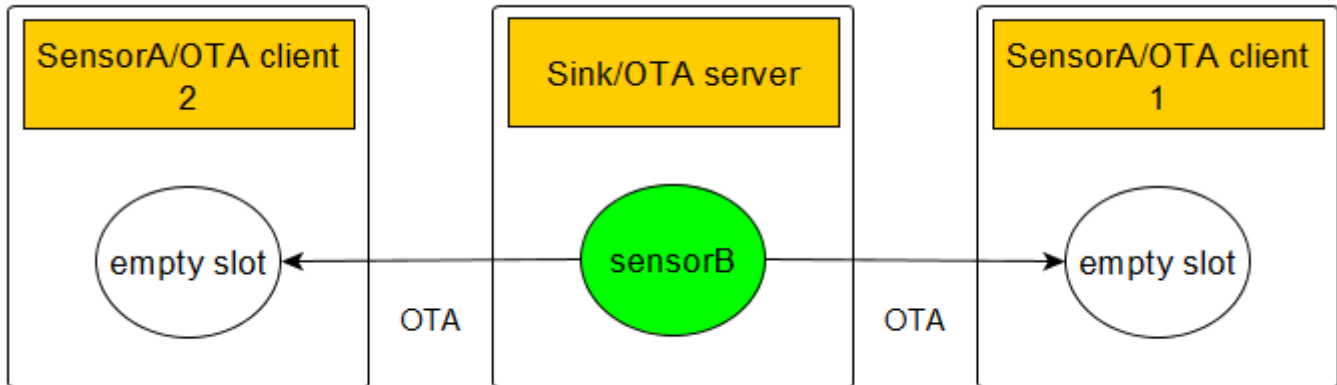 SensorA/OTA client
2
Sink/OTA server
SensorA/OTA client
1
empty slot
sensorB
empty slot
OTA
OTA